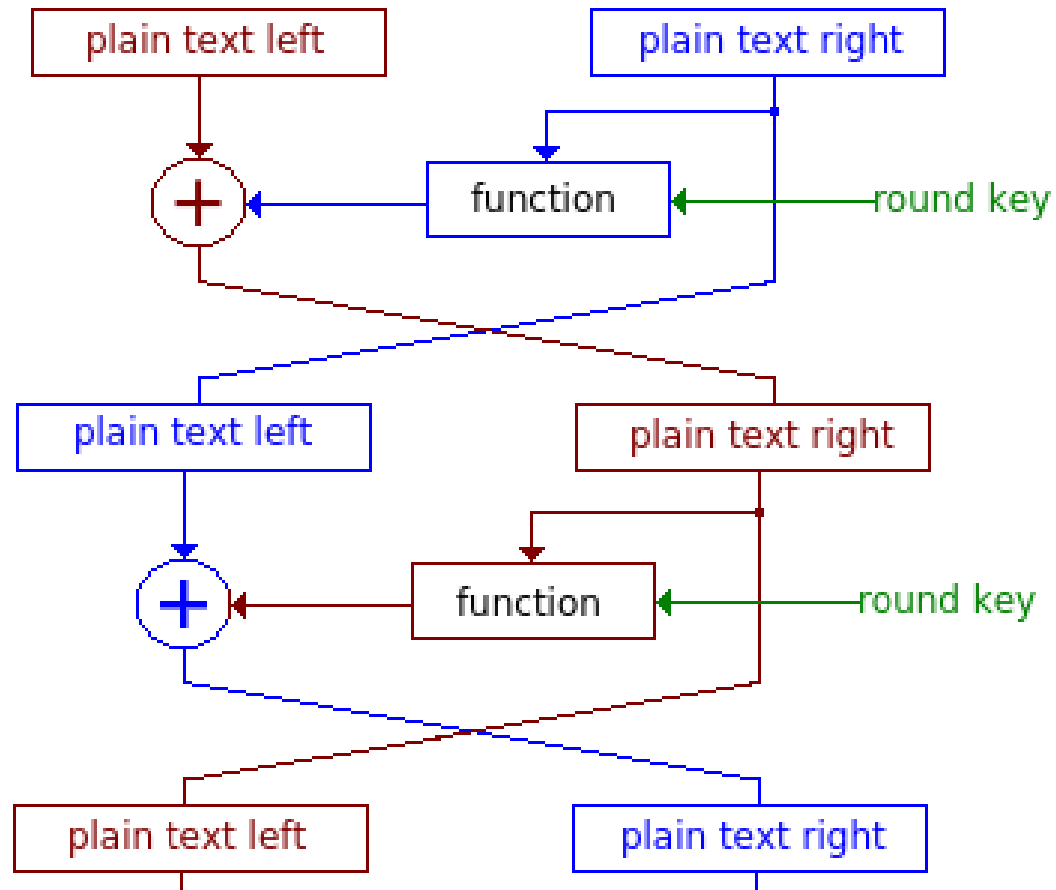 plain text left
plain text right
function
round key
plain text left
plain text right
function
round key
plain text left
plain text right